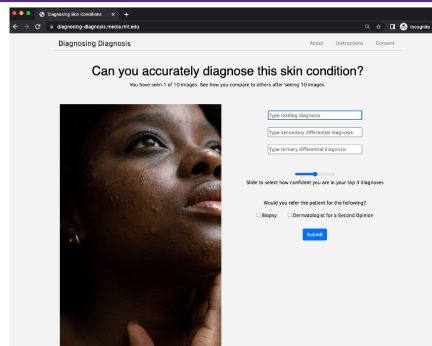 Diagnosing Skin Conditions
diagnosing-diagnosis.media.mit.edu
Incognito
Diagnosing Diagnosis
About Instructions Consent
Can you accurately diagnose this skin condition?
You have seen 1 of 10 images. See how you compare to others after seeing 10 images.
Type leading diagnosis
Type secondary differential diagnosis
Type tertiary differential diagnosis
Slide to select how confident you are in your top 3 diagnoses
Would you refer the patient for the following?
Biopsy Dermatologist for a Second Opinion
Submit